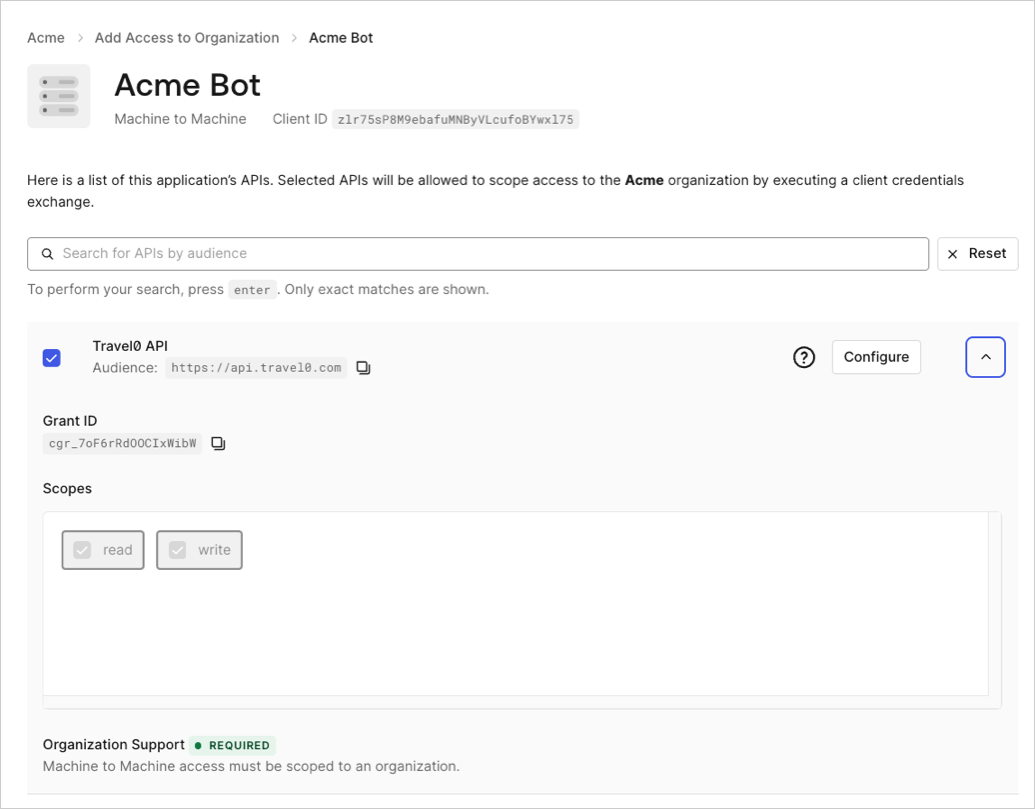 Acme > Add Access to Organization > Acme Bot
Acme Bot
Machine to Machine Client ID zlr75sP8M9ebafuMNByVLcufoBYwxl75
Here is a list of this application’s APIs. Selected APIs will be allowed to scope access to the Acme organization by executing a client credentials
exchange.
Search for APIs by audience
Reset
To perform your search, press enter . Only exact matches are shown.
Travel0 API
Audience: https://api.travel0.com
Configure
Grant ID
cgr_7oF6rRdOOCIxWibW
Scopes
read write
Organization Support REQUIRED
Machine to Machine access must be scoped to an organization.